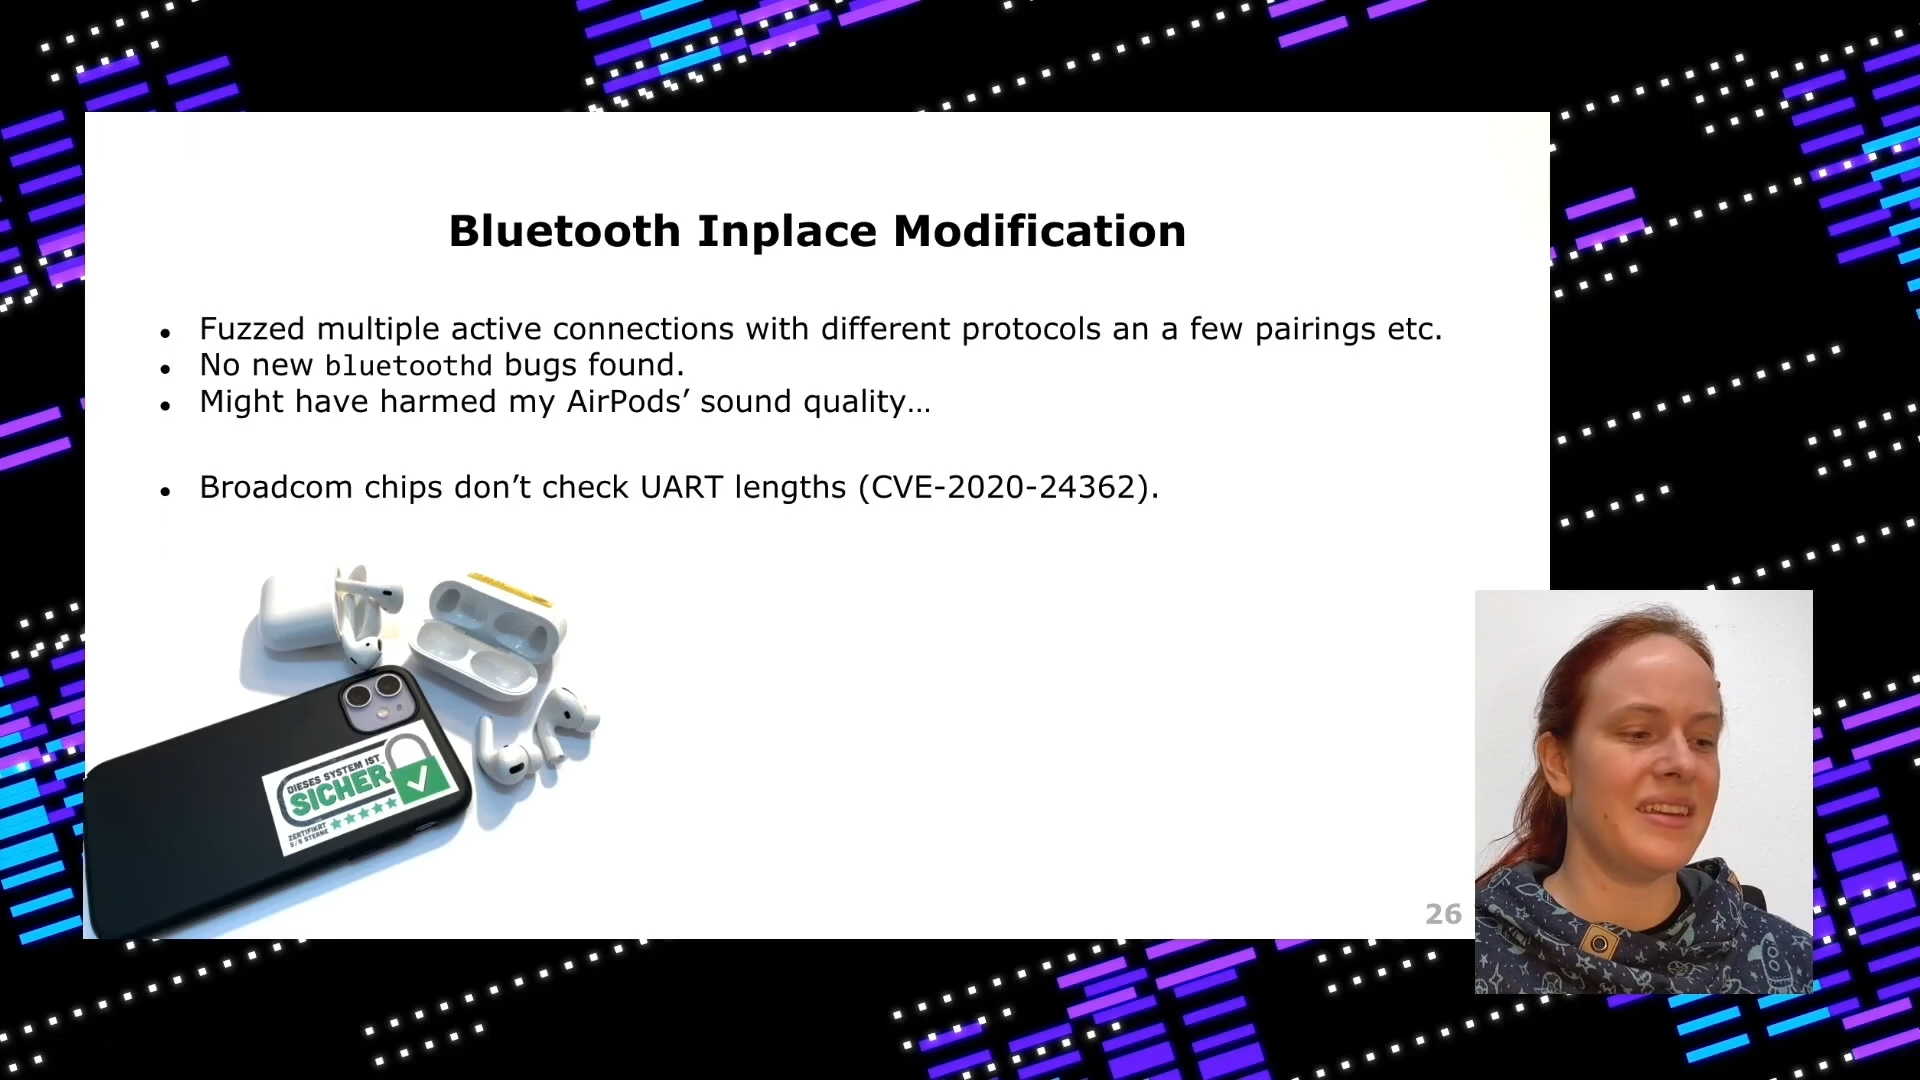 Bluetooth Inplace Modification
● Fuzzed multiple active connections with different protocols an a few pairings etc.
● No new bluetoothd bugs found.
● Might have harmed my AirPods’ sound quality…
● Broadcom chips don’t check UART lengths (CVE-2020-24362).
DIESES SYSTEM IST
SICHER
ZERTIFIKAT
5/5 STERNE
26